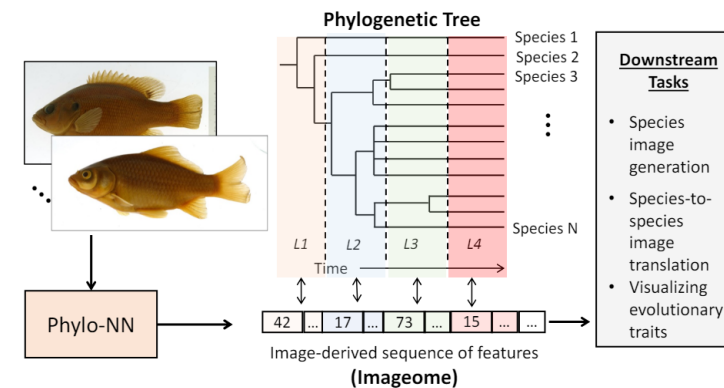 Phylogenetic Tree
Species 1
Species 2
Species 3
Species N
L1 L2 L3 L4
Time
Phylo-NN
42 ... 17 ... 73 ... 15 ... ...
Image-derived sequence of features
(Imageome)
Downstream
Tasks
• Species
image
generation
• Species-to-
species
image
translation
• Visualizing
evolutionary
traits